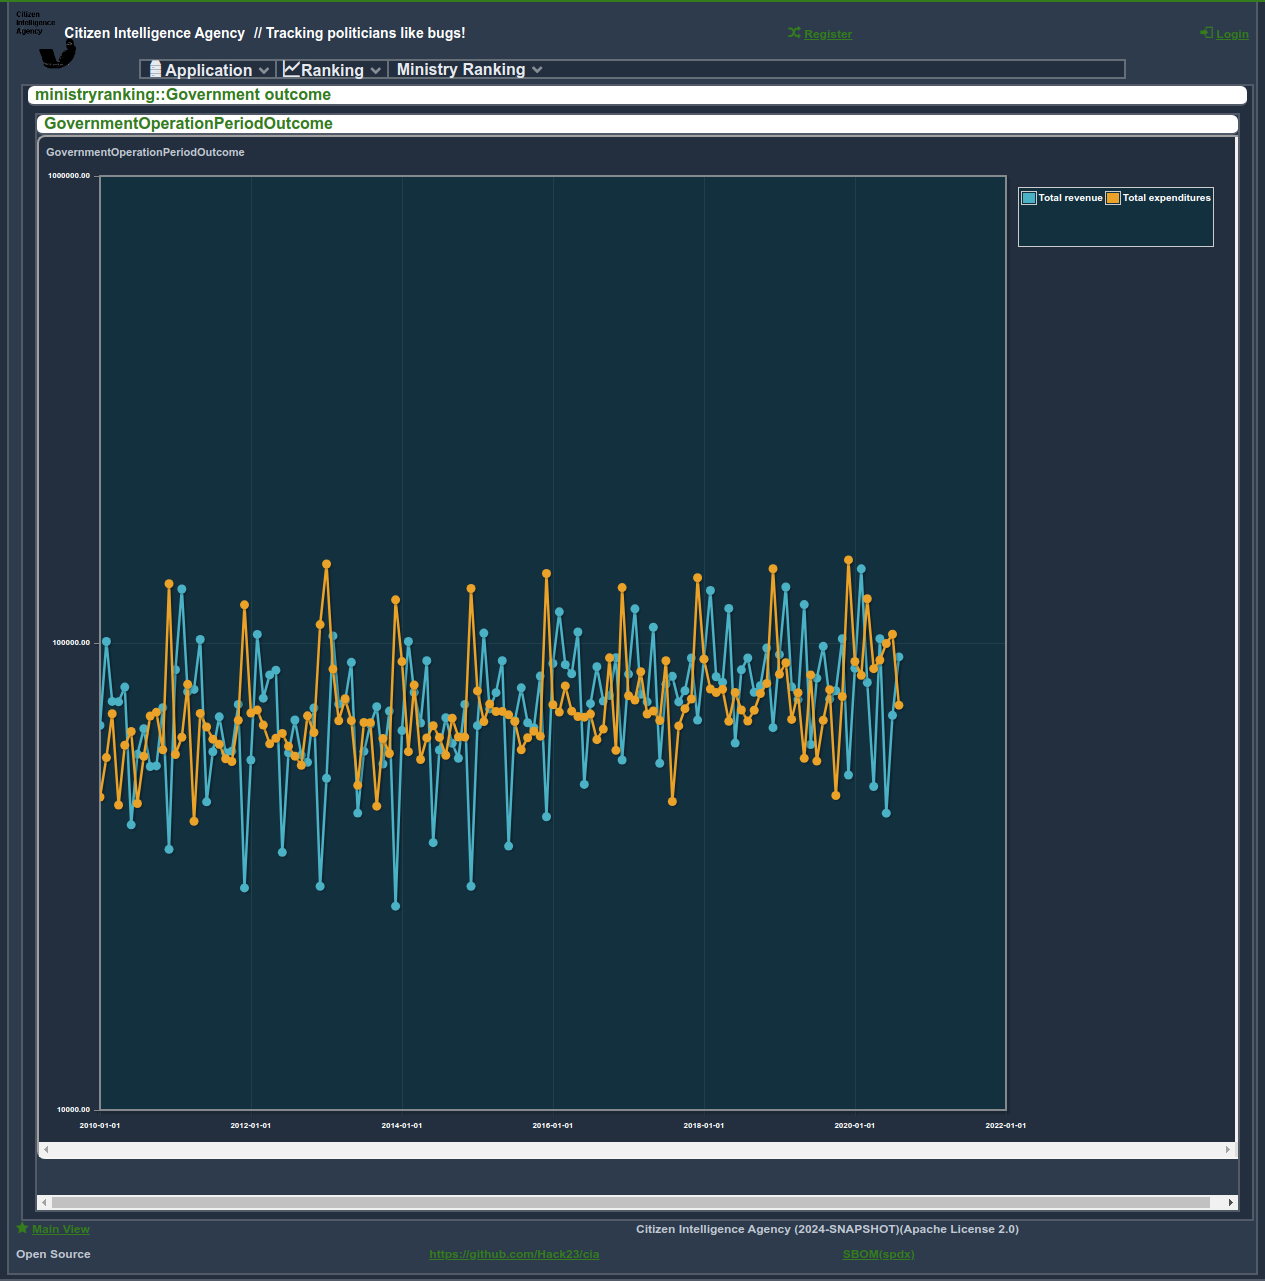 Citizen
Intelligence
Agency
Citizen Intelligence Agency // Tracking politicians like bugs!
Register
Login
Application
Ranking
Ministry Ranking
ministryranking::Government outcome
GovernmentOperationPeriodOutcome
GovernmentOperationPeriodOutcome
1000000.00
Total revenue
Total expenditures
100000.00
10000.00
2010-01-01
2012-01-01
2014-01-01
2016-01-01
2018-01-01
2020-01-01
2022-01-01
Main View
Citizen Intelligence Agency (2024-SNAPSHOT)(Apache License 2.0)
Open Source
https://github.com/Hack23/cia
SBOM(spdx)